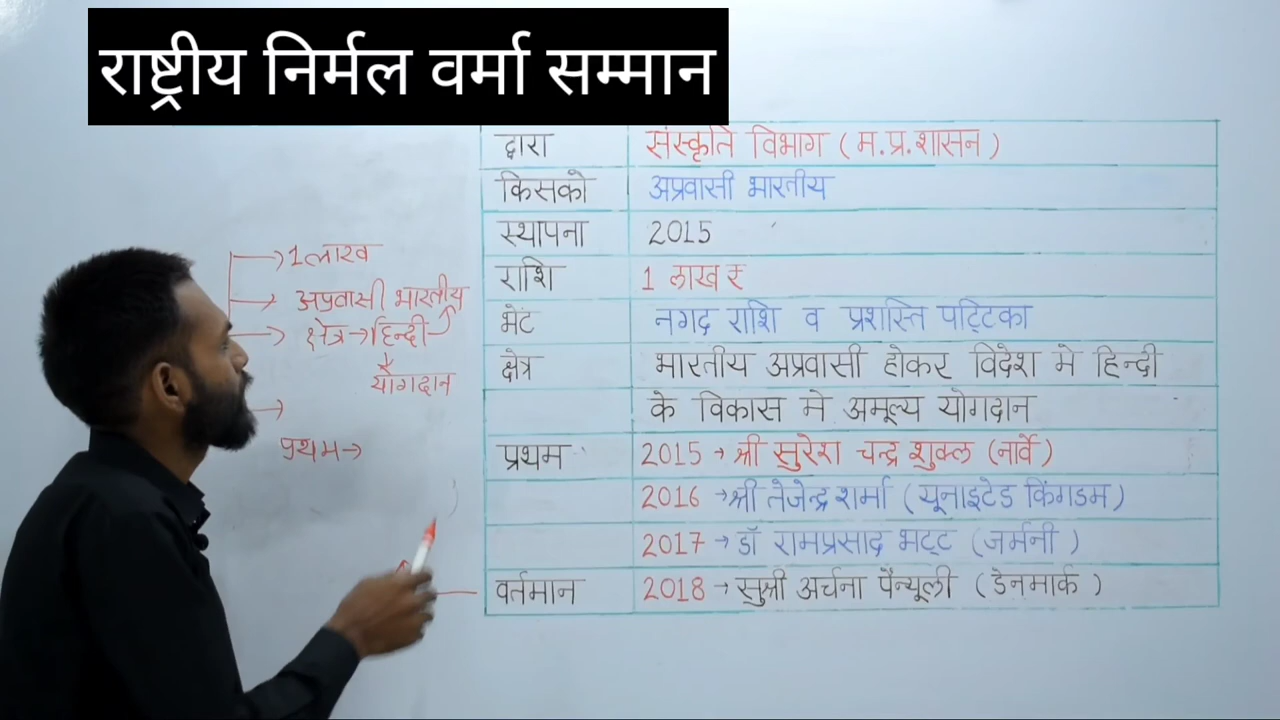 राष्ट्रीय निर्मल वर्मा सम्मान
द्वारा संस्कृति विभाग (म.प्र.शासन)
किसको अप्रवासी भारतीय
स्थापना 2015
राशि 1 लाख ₹
भेंट नगद राशि व प्रशस्ति पट्टिका
क्षेत्र भारतीय अप्रवासी होकर विदेश मे हिन्दी
के विकास मे अमूल्य योगदान
प्रथम 2015 → श्री सुरेश चन्द्र शुक्ल (नार्वे)
2016 → श्री तेजेन्द्र शर्मा (यूनाइटेड किंगडम)
2017 → डॉ रामप्रसाद भट्ट (जर्मनी)
वर्तमान 2018 → सुश्री अर्चना पैन्यूली (डेनमार्क)
→ 1 लाख
→ अप्रवासी भारतीय
→ क्षेत्र → हिन्दी
योगदान
प्रथम →